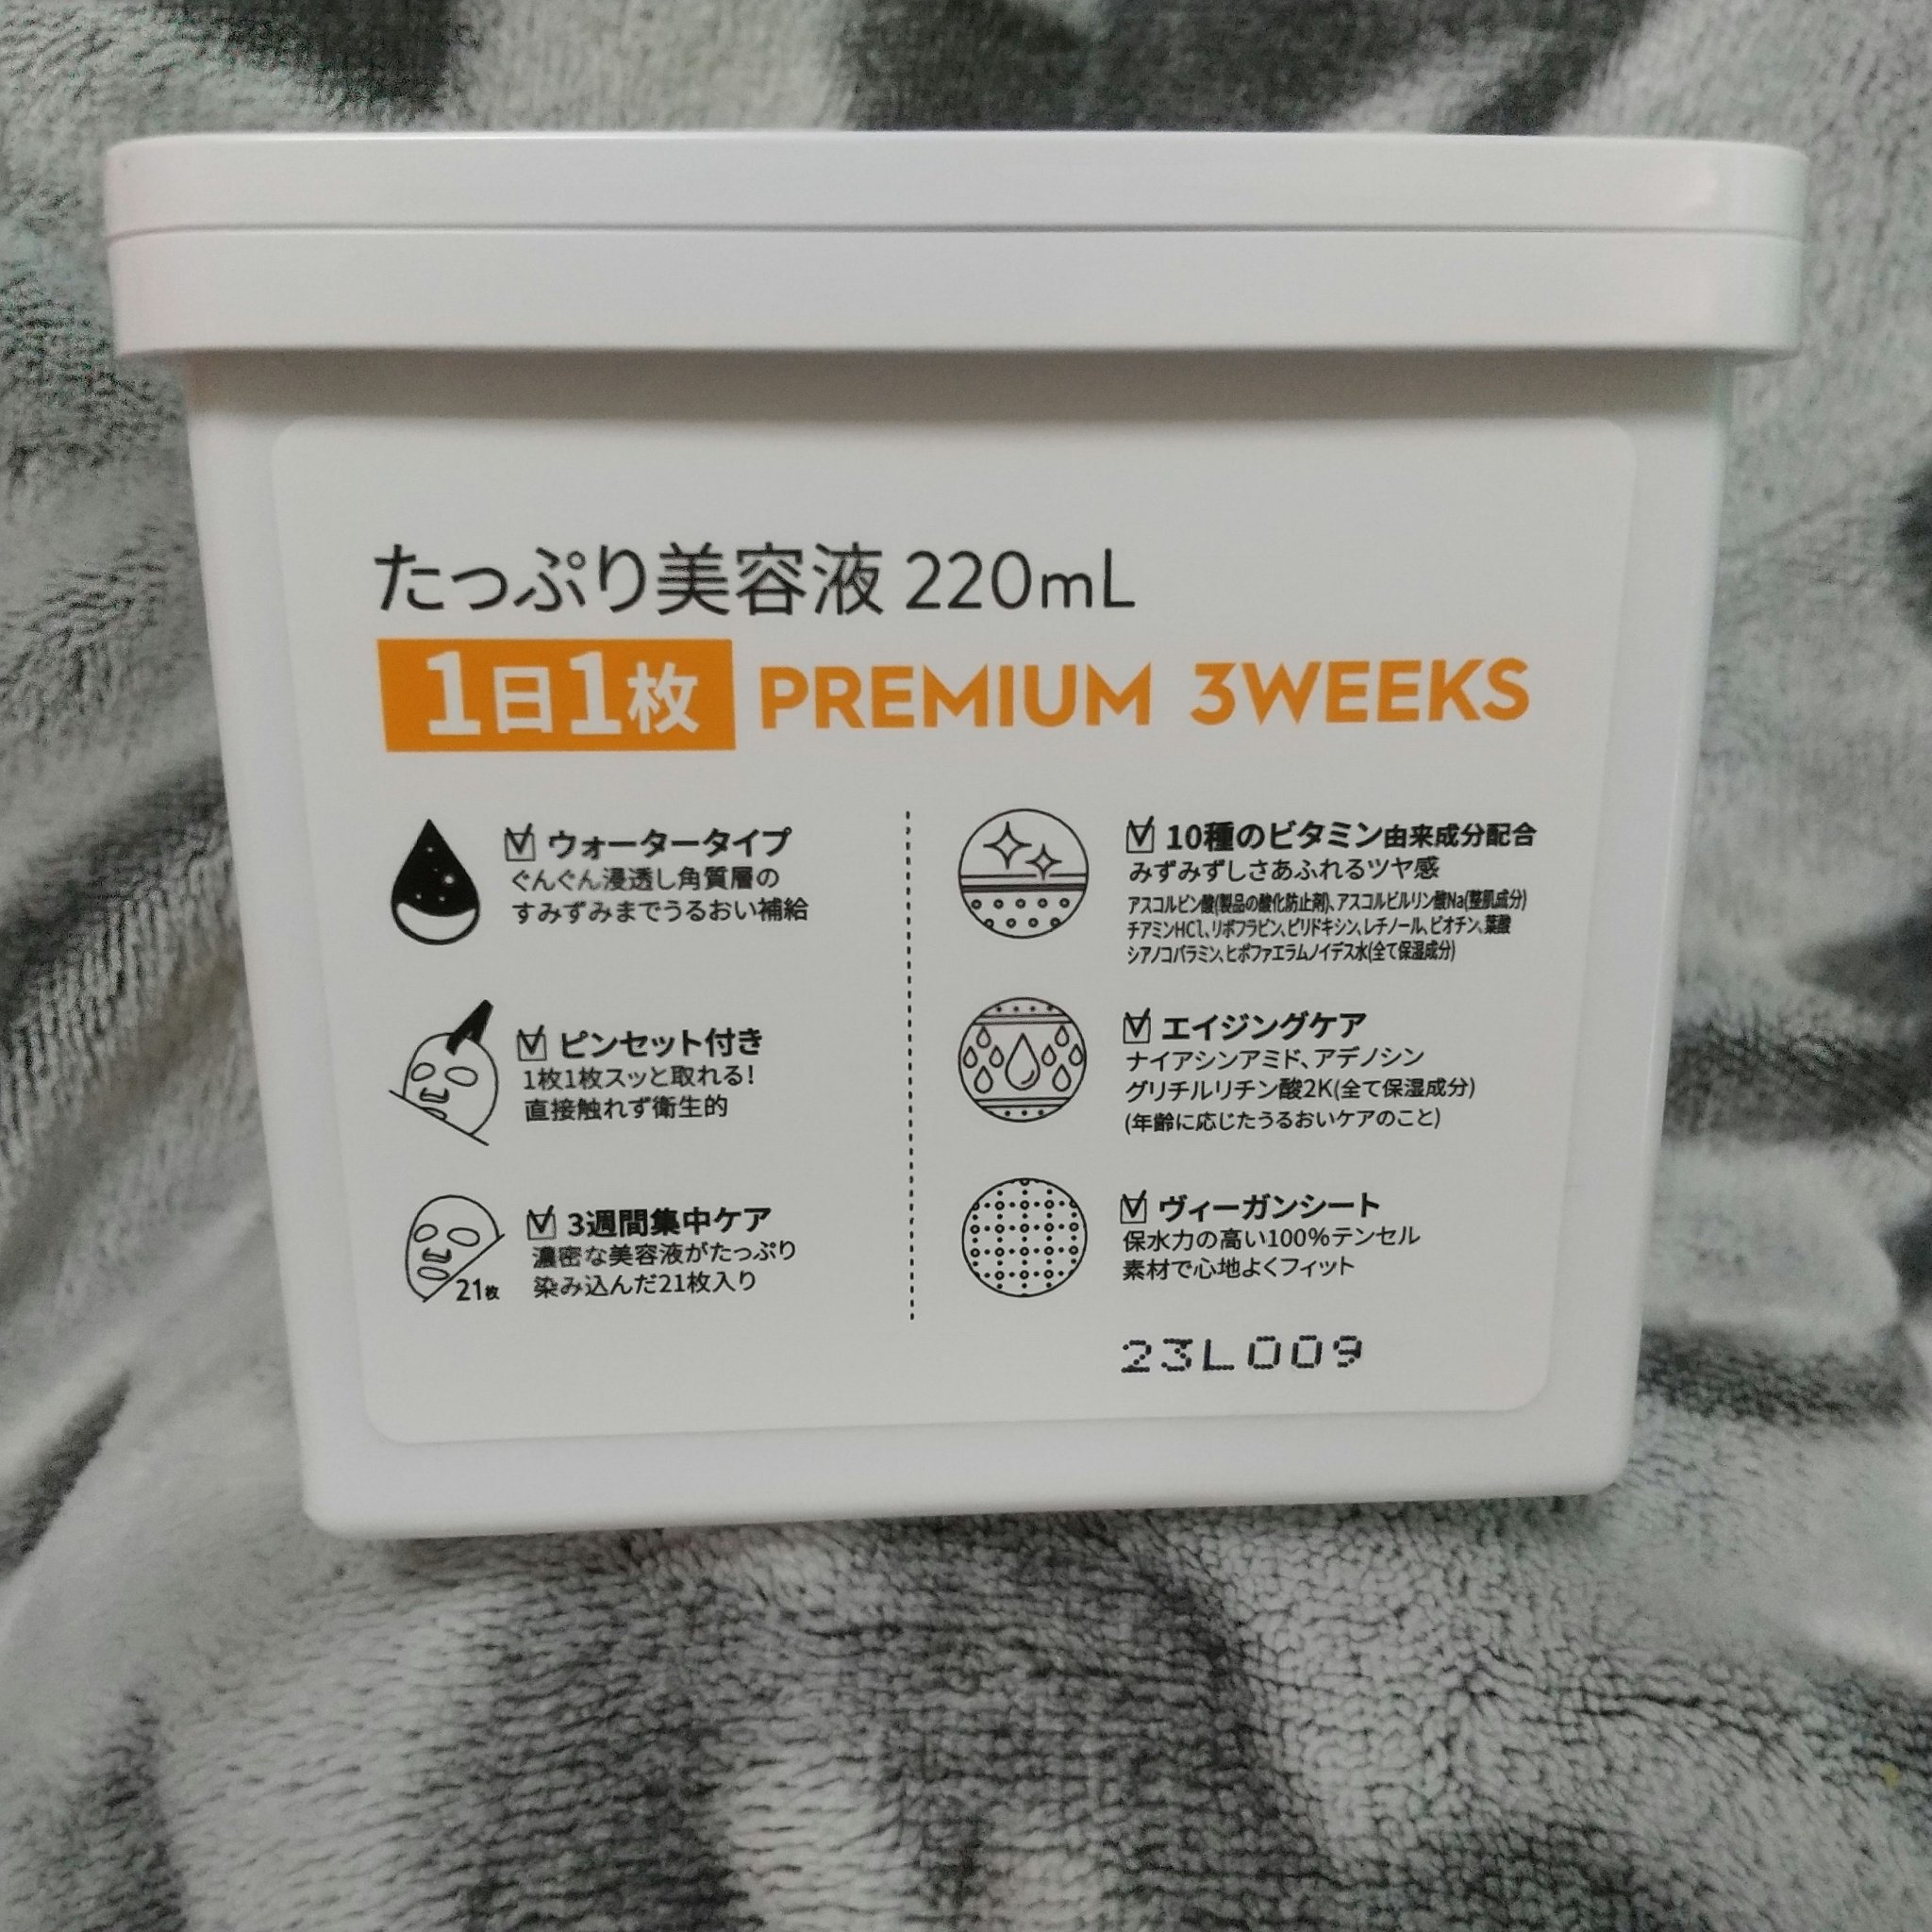 たっぷり美容液 220mL
1日1枚 PREMIUM 3WEEKS
ウォータータイプ
ぐんぐん浸透し角質層の
すみずみまでうるおい補給
ピンセット付き
1枚1枚スッと取れる!
直接触れず衛生的
3週間集中ケア
濃密な美容液がたっぷり
染み込んだ21枚入り
21枚
10種のビタミン由来成分配合
みずみずしさあふれるツヤ感
アスコルビン酸(製品の酸化防止剤)、アスコルビルリン酸Na(整肌成分)
チアミンHCl、リボフラビン、ピリドキシン、レチノール、ビオチン、葉酸
シアノコバラミン、ヒポファエラムノイデス水(全て保湿成分)
エイジングケア
ナイアシンアミド、アデノシン
グリチルリチン酸2K(全て保湿成分)
(年齢に応じたうるおいケアのこと)
ヴィーガンシート
保水力の高い100%テンセル
素材で心地よくフィット
23L009